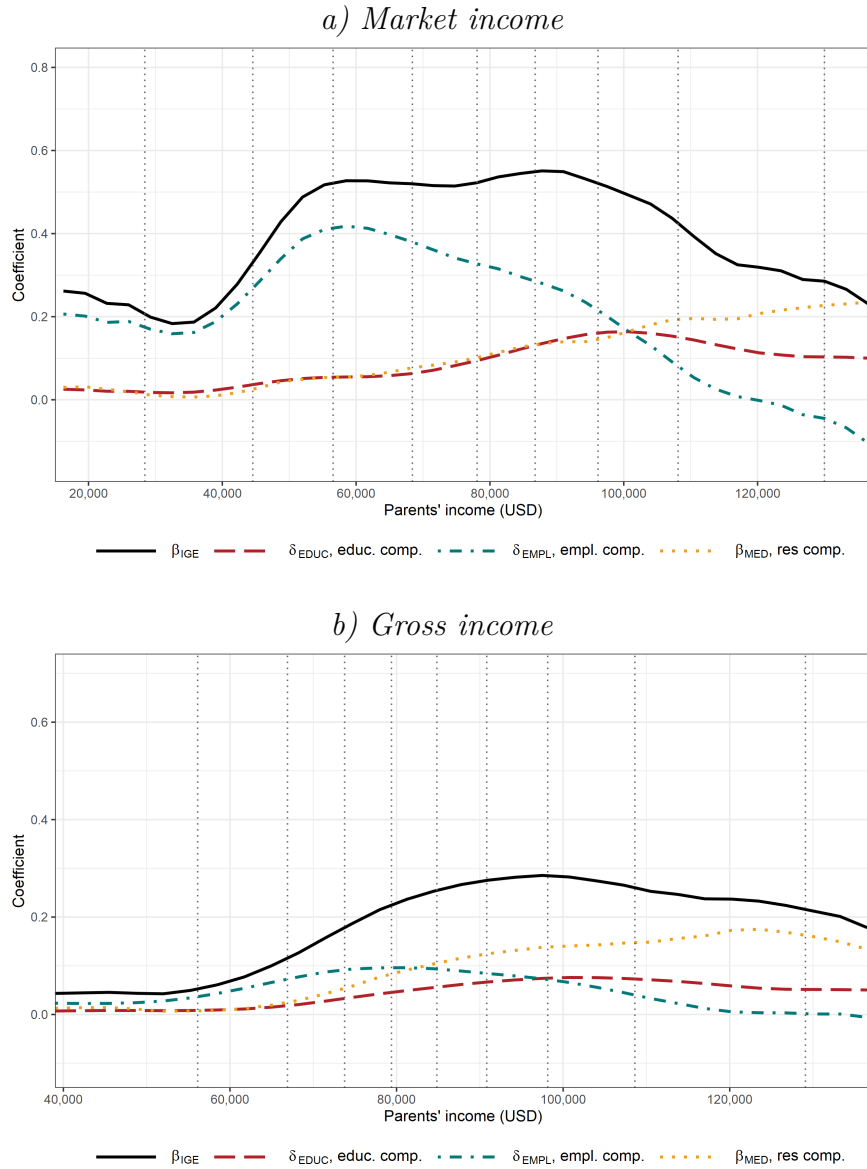 a) Market income
0.8
0.6
0.4
0.2
0.0
Coefficient
20,000 40,000 60,000 80,000 100,000 120,000
Parents' income (USD)
βIGE δEDUC, educ. comp. δEMPL, empl. comp. βMED, res comp.
b) Gross income
0.6
0.4
0.2
0.0
Coefficient
40,000 60,000 80,000 100,000 120,000
Parents' income (USD)
βIGE δEDUC, educ. comp. δEMPL, empl. comp. βMED, res comp.